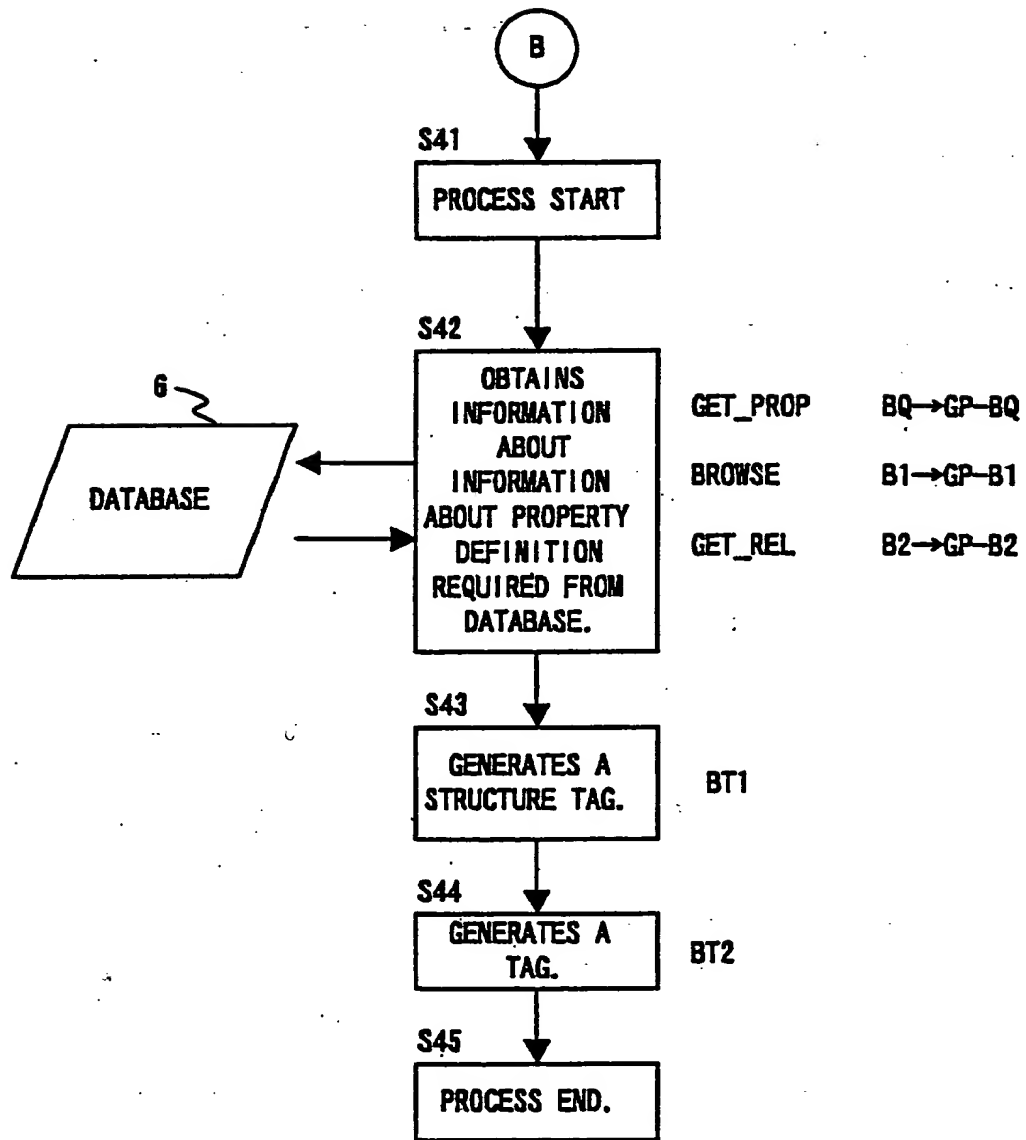 B
S41
PROCESS START
S42
OBTAINS
INFORMATION
ABOUT
INFORMATION
ABOUT PROPERTY
DEFINITION
REQUIRED FROM
DATABASE.
GET_PROP BQ→GP-BQ
BROWSE B1→GP-B1
GET_REL B2→GP-B2
6
DATABASE
S43
GENERATES A
STRUCTURE TAG.
BT1
S44
GENERATES A
TAG.
BT2
S45
PROCESS END.